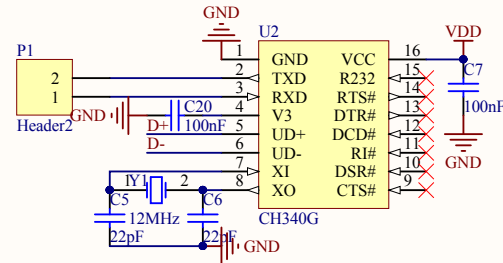 GND
U2
VDD
P1
1
GND
VCC
16
2
2
TXD
R232
15
1
3
RXD
RTS#
14
C7
GND
C20
4
V3
DTR#
13
Header2
100nF
100nF
D+
5
UD+
DCD#
12
D-
6
UD-
RI#
11
GND
7
XI
DSR#
10
1
Y1
2
8
XO
CTS#
9
C5
C6
12MHz
CH340G
22pF
22pF
GND